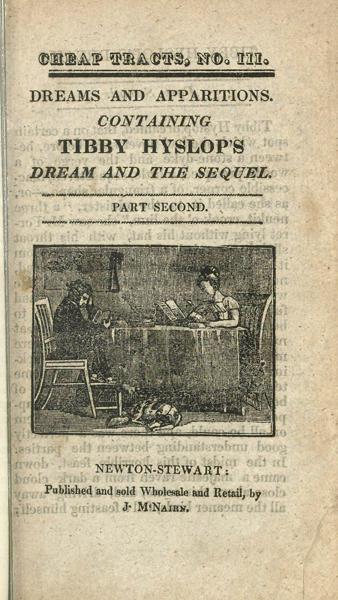 CHEAP TRACTS, NO. III.
DREAMS AND APPARITIONS.
CONTAINING
TIBBY HYSLOP'S
DREAM AND THE SEQUEL.
PART SECOND.
NEWTON-STEWART:
Published and sold Wholesale and Retail, by
J. McNAIRN.